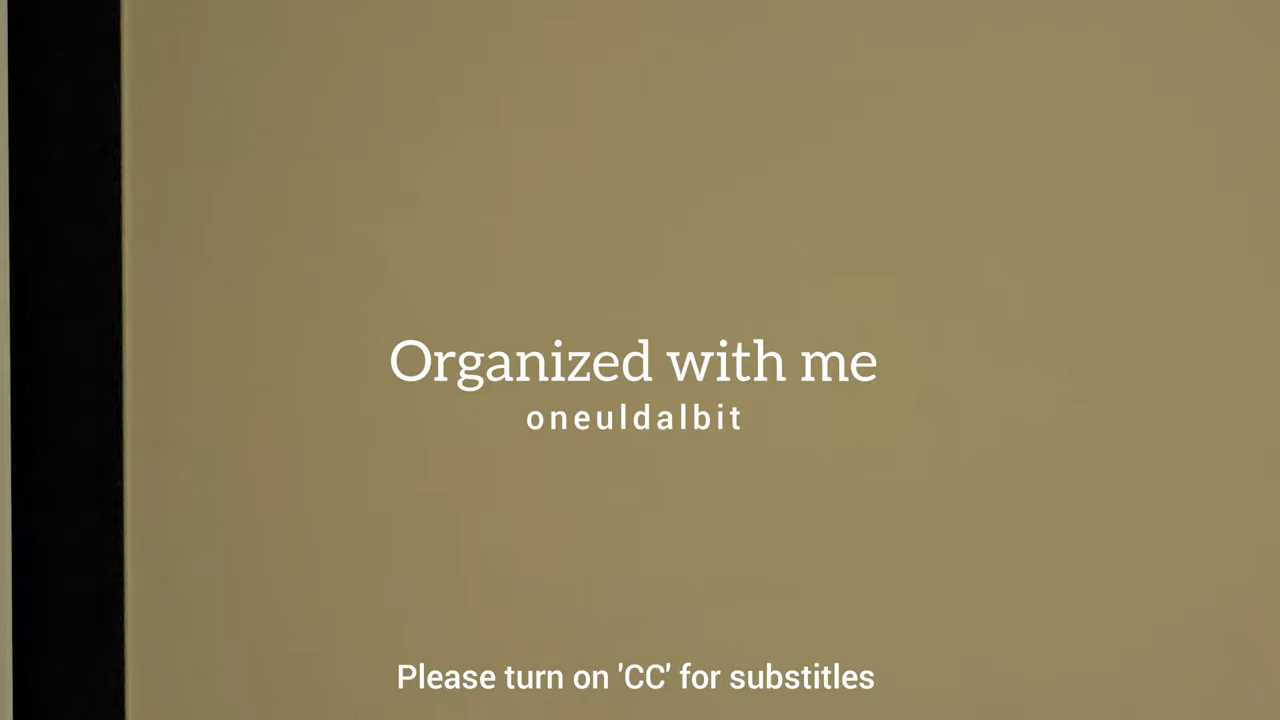 Organized with me
oneuldalbit
Please turn on 'CC' for substitles